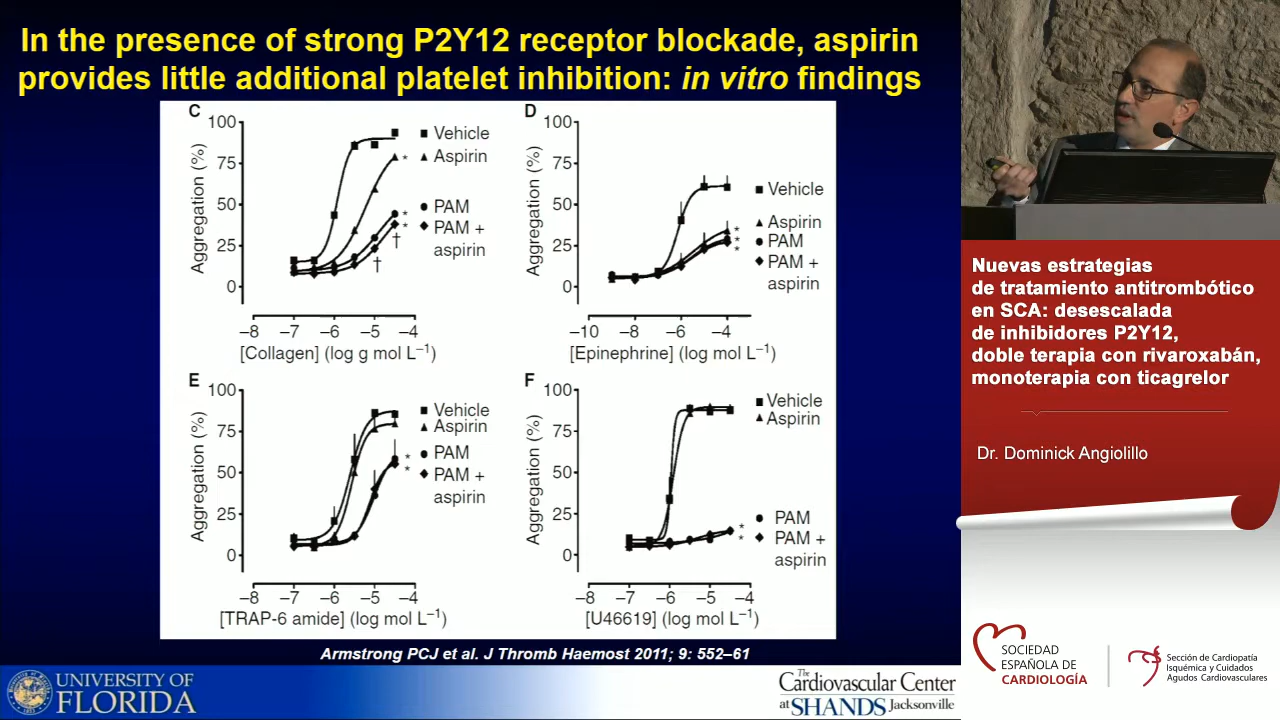 In the presence of strong P2Y12 receptor blockade, aspirin
provides little additional platelet inhibition: in vitro findings
C
Aggregation (%)
100
75
50
25
0
–8 –7 –6 –5 –4
[Collagen] (log g mol L–1)
Vehicle
Aspirin
PAM
PAM +
aspirin
*
*
*
†
†
D
Aggregation (%)
100
75
50
25
0
–10 –8 –6 –4
[Epinephrine] (log mol L–1)
Vehicle
Aspirin
PAM
PAM +
aspirin
*
*
*
E
Aggregation (%)
100
75
50
25
0
–8 –7 –6 –5 –4
[TRAP-6 amide] (log mol L–1)
Vehicle
Aspirin
PAM
PAM +
aspirin
*
*
F
Aggregation (%)
100
75
50
25
0
–8 –7 –6 –5 –4
[U46619] (log mol L–1)
Vehicle
Aspirin
PAM
PAM +
aspirin
*
*
Armstrong PCJ et al. J Thromb Haemost 2011; 9: 552–61
UNIVERSITY OF
FLORIDA
The
Cardiovascular Center
at SHANDS Jacksonville
Nuevas estrategias
de tratamiento antitrombótico
en SCA: desescalada
de inhibidores P2Y12,
doble terapia con rivaroxabán,
monoterapia con ticagrelor
Dr. Dominick Angiolillo
SOCIEDAD
ESPAÑOLA DE
CARDIOLOGÍA
Sección de Cardiopatía
Isquémica y Cuidados
Agudos Cardiovasculares